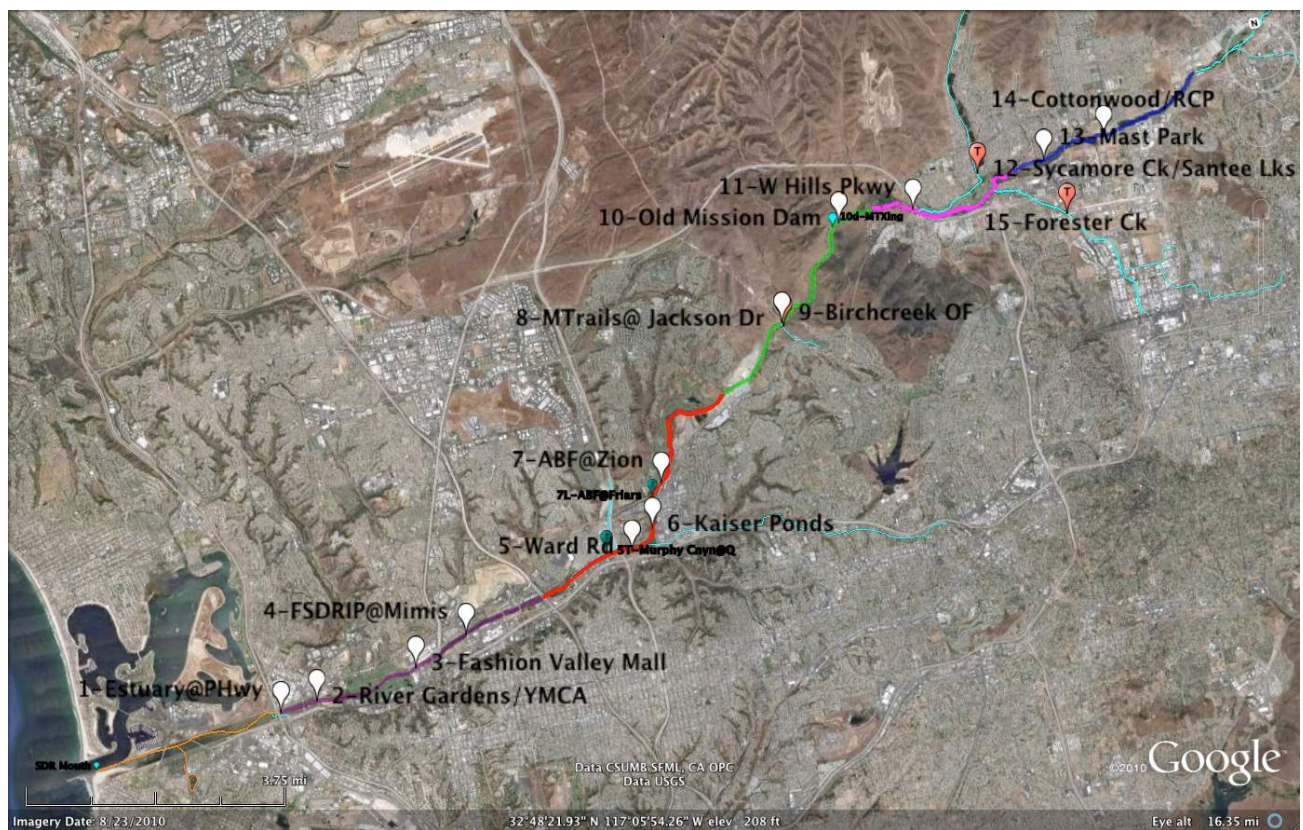 N
14-Cottonwood/RCP
13-Mast Park
T
12-Sycamore Ck/Santee Lks
11-W Hills Pkwy
T
10-Old Mission Dam
10d-MTXing
15-Forester Ck
8-MTrails@ Jackson Dr
9-Birchcreek OF
7-ABF@Zion
7L-ABF@Friars
6-Kaiser Ponds
5-Ward Rd
5T-Murphy Cnyn@Q
4-FSDRIP@Mimis
3-Fashion Valley Mall
1-Estuary@PHwy
2-River Gardens/YMCA
SDR Mouth
3.75 mi
Data CSUMB SFML, CA OPC
Data USGS
©2010 Google
Imagery Date: 8/23/2010
32°48'21.93" N 117°05'54.26" W elev 208 ft
Eye alt 16.35 mi